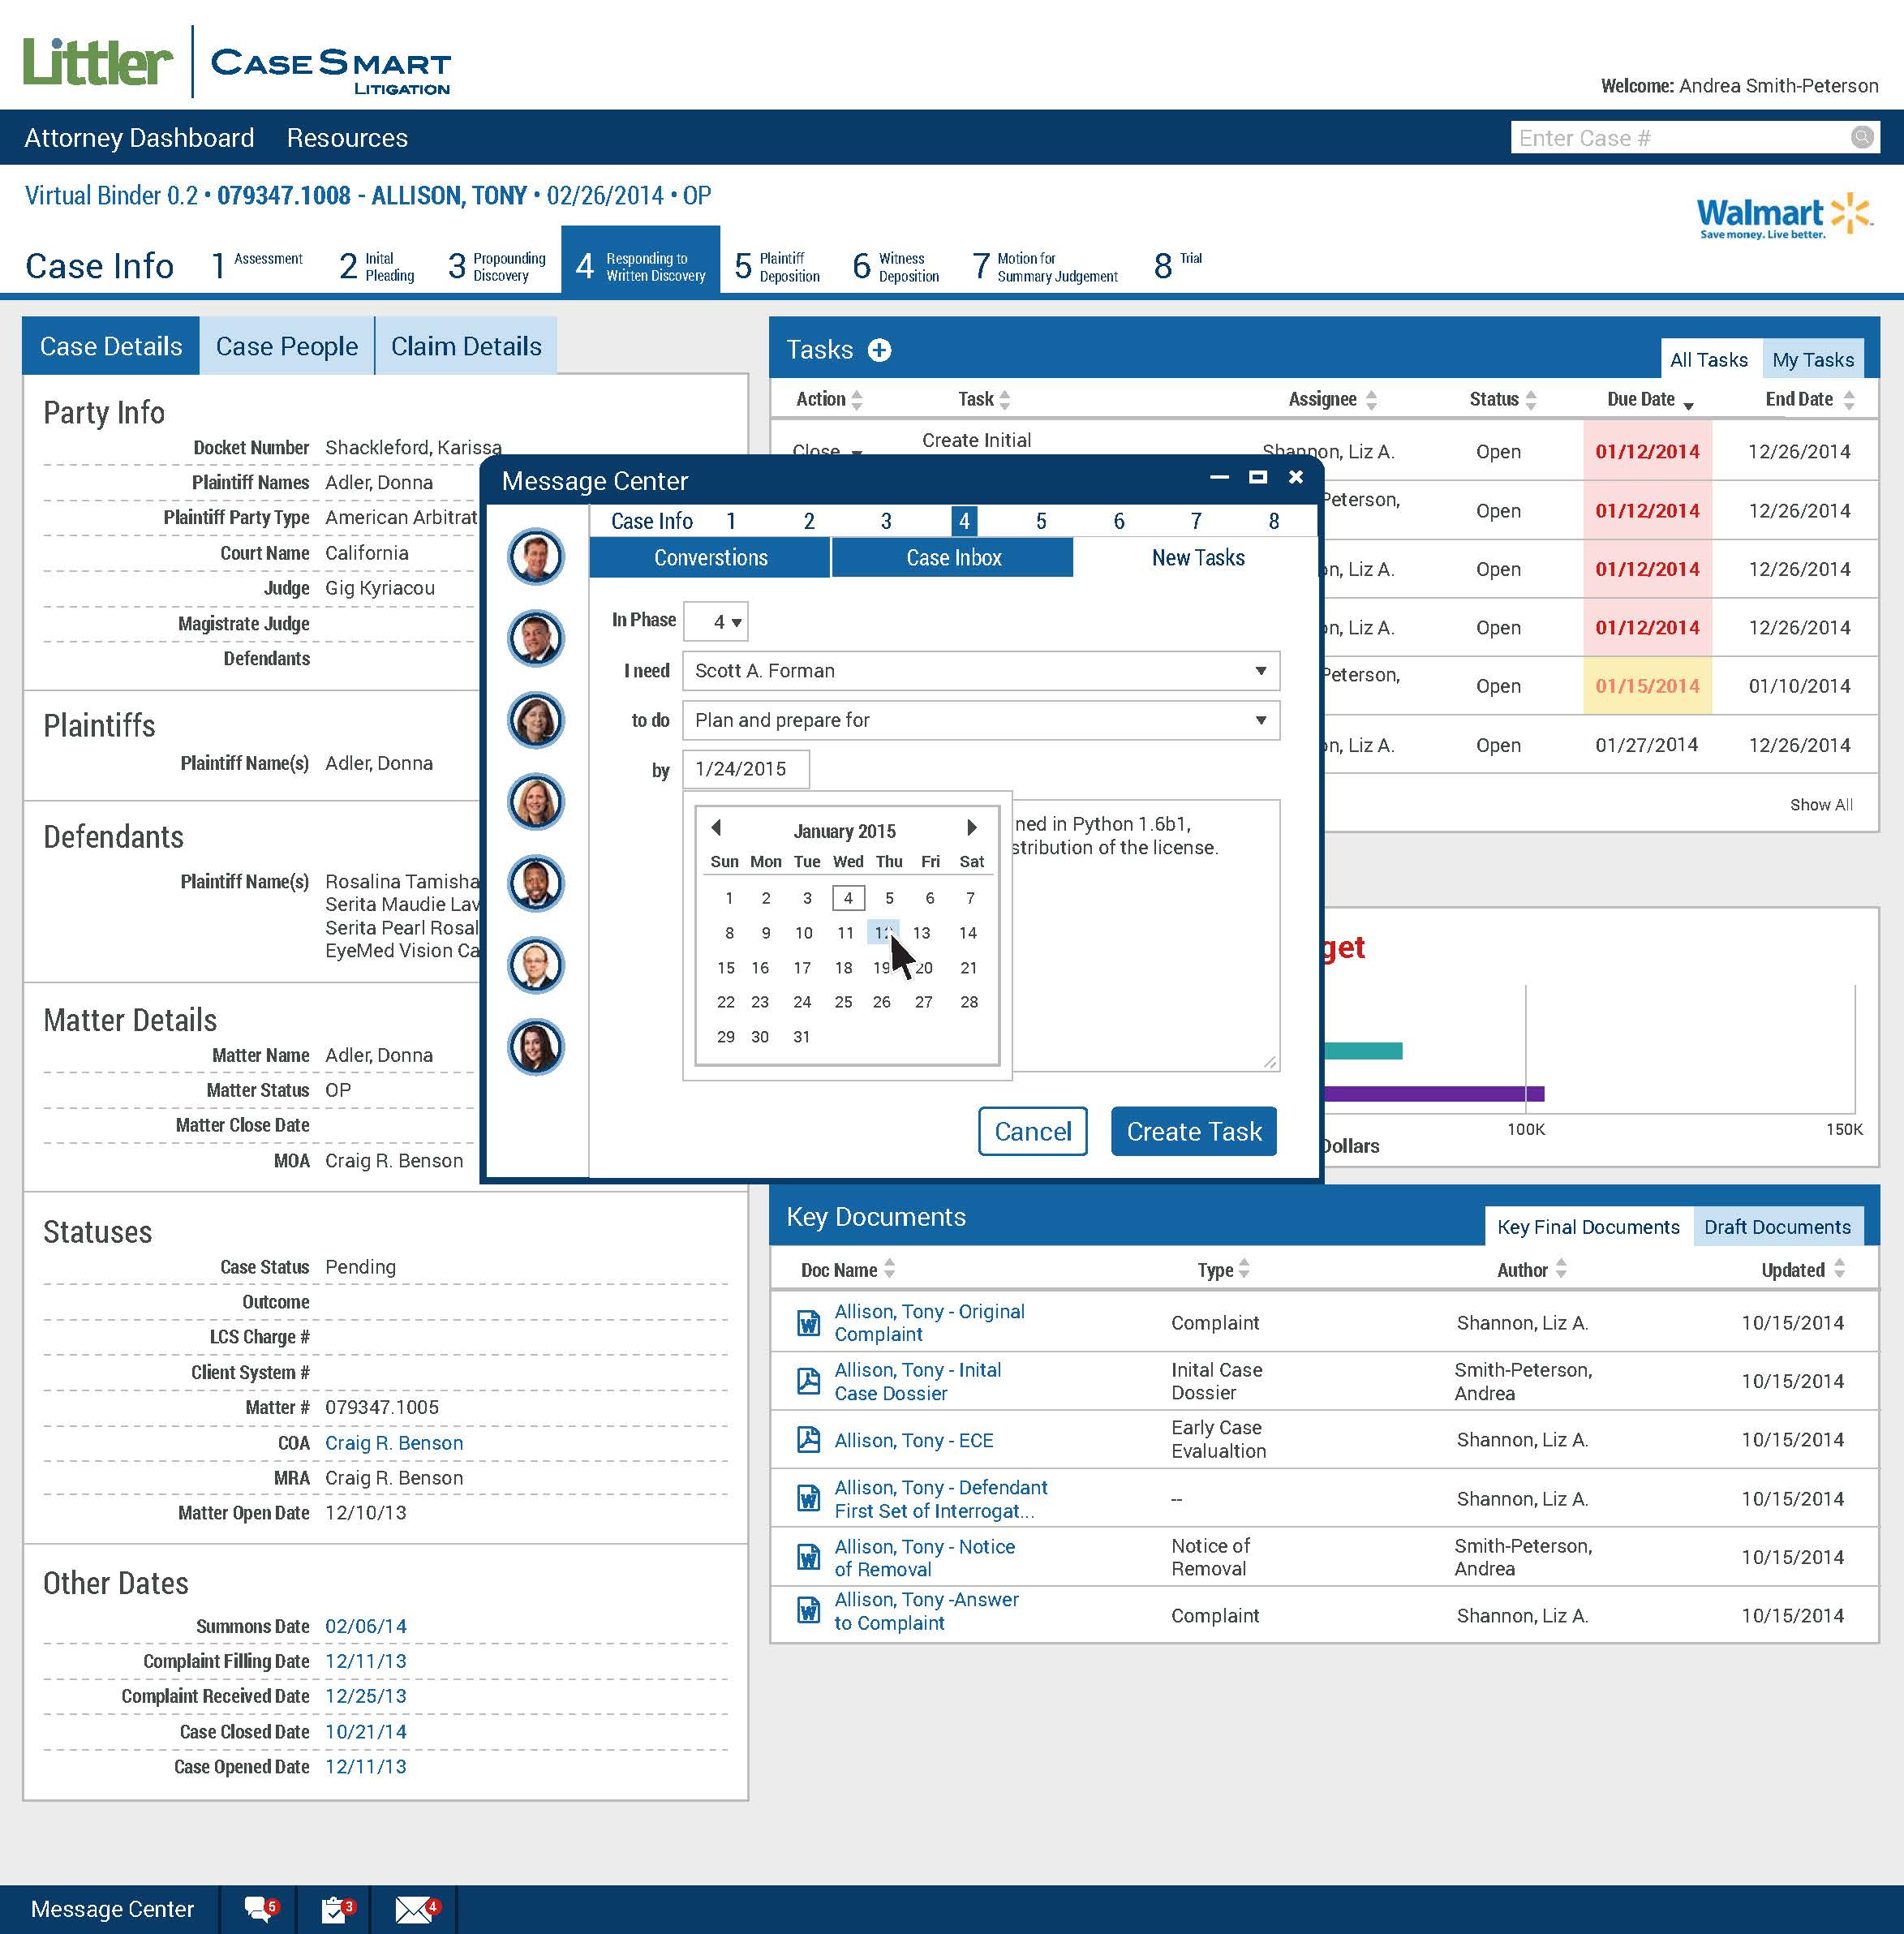 Littler
CASESMART
LITIGATION
Welcome: Andrea Smith-Peterson
Attorney Dashboard Resources
Enter Case #
Virtual Binder 0.2 • 079347.1008 - ALLISON, TONY • 02/26/2014 • OP
Walmart
Save money. Live better.
Case Info
1 Assessment
2 Inital Pleading
3 Propounding Discovery
4 Responding to Written Discovery
5 Plaintiff Deposition
6 Witness Deposition
7 Motion for Summary Judgement
8 Trial
Case Details Case People Claim Details
Party Info
Docket Number Shackleford, Karissa
Plaintiff Names Adler, Donna
Plaintiff Party Type American Arbitrat
Court Name California
Judge Gig Kyriacou
Magistrate Judge
Defendants
Plaintiffs
Plaintiff Name(s) Adler, Donna
Defendants
Plaintiff Name(s) Rosalina Tamisha
Serita Maudie Lav
Serita Pearl Rosal
EyeMed Vision Ca
Matter Details
Matter Name Adler, Donna
Matter Status OP
Matter Close Date
MOA Craig R. Benson
Statuses
Case Status Pending
Outcome
LCS Charge #
Client System #
Matter # 079347.1005
COA Craig R. Benson
MRA Craig R. Benson
Matter Open Date 12/10/13
Other Dates
Summons Date 02/06/14
Complaint Filling Date 12/11/13
Complaint Received Date 12/25/13
Case Closed Date 10/21/14
Case Opened Date 12/11/13
Tasks
All Tasks My Tasks
Action Task Assignee Status Due Date End Date
Close Create Initial Shannon, Liz A. Open 01/12/2014 12/26/2014
Peterson, Open 01/12/2014 12/26/2014
on, Liz A. Open 01/12/2014 12/26/2014
on, Liz A. Open 01/12/2014 12/26/2014
Peterson, Open 01/15/2014 01/10/2014
on, Liz A. Open 01/27/2014 12/26/2014
Show All
Message Center
Case Info 1 2 3 4 5 6 7 8
Converstions Case Inbox New Tasks
In Phase 4
I need Scott A. Forman
to do Plan and prepare for
by 1/24/2015
ned in Python 1.6b1,
stribution of the license.
January 2015
Sun Mon Tue Wed Thu Fri Sat
1 2 3 4 5 6 7
8 9 10 11 12 13 14
15 16 17 18 19 20 21
22 23 24 25 26 27 28
29 30 31
Cancel Create Task
get
100K 150K
Dollars
Key Documents
Key Final Documents Draft Documents
Doc Name Type Author Updated
Allison, Tony - Original Complaint Complaint Shannon, Liz A. 10/15/2014
Allison, Tony - Inital Case Dossier Inital Case Dossier Smith-Peterson, Andrea 10/15/2014
Allison, Tony - ECE Early Case Evalualtion Shannon, Liz A. 10/15/2014
Allison, Tony - Defendant First Set of Interrogat... -- Shannon, Liz A. 10/15/2014
Allison, Tony - Notice of Removal Notice of Removal Smith-Peterson, Andrea 10/15/2014
Allison, Tony -Answer to Complaint Complaint Shannon, Liz A. 10/15/2014
Message Center 5 3 4